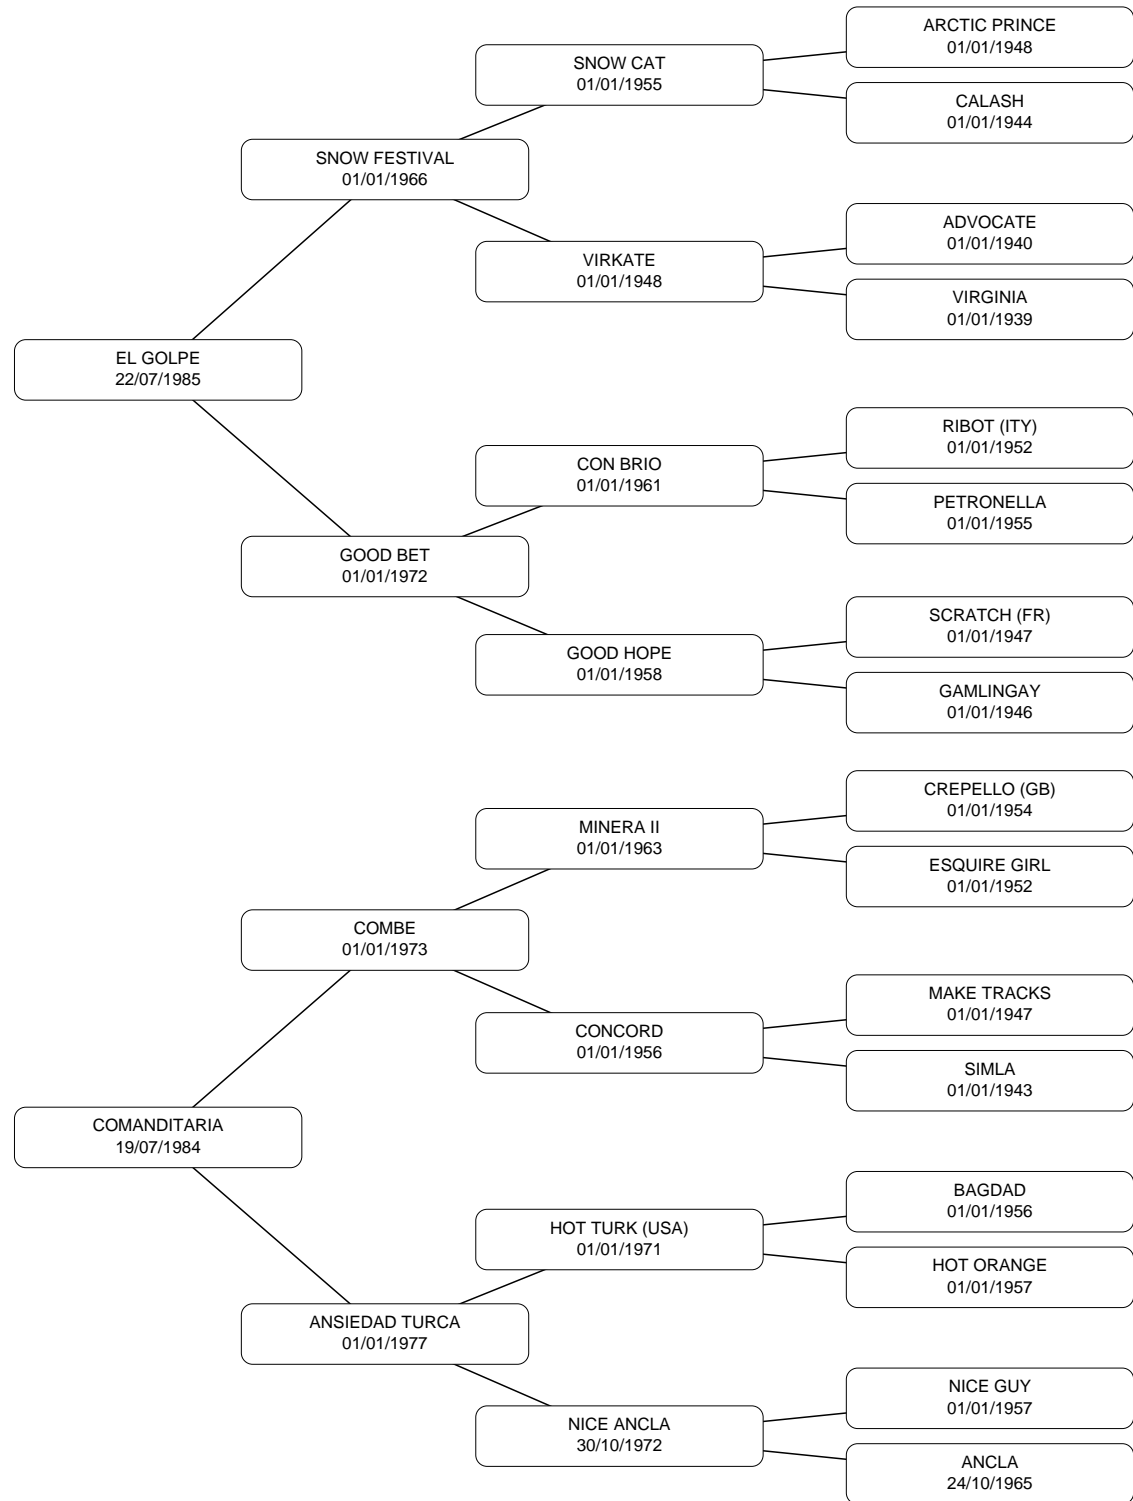 ARCTIC PRINCE
01/01/1948
SNOW CAT
01/01/1955
CALASH
01/01/1944
SNOW FESTIVAL
01/01/1966
ADVOCATE
01/01/1940
VIRKATE
01/01/1948
VIRGINIA
01/01/1939
EL GOLPE
22/07/1985
RIBOT (ITY)
01/01/1952
CON BRIO
01/01/1961
PETRONELLA
01/01/1955
GOOD BET
01/01/1972
SCRATCH (FR)
01/01/1947
GOOD HOPE
01/01/1958
GAMLINGAY
01/01/1946
CREPELLO (GB)
01/01/1954
MINERA II
01/01/1963
ESQUIRE GIRL
01/01/1952
COMBE
01/01/1973
MAKE TRACKS
01/01/1947
CONCORD
01/01/1956
SIMLA
01/01/1943
COMANDITARIA
19/07/1984
BAGDAD
01/01/1956
HOT TURK (USA)
01/01/1971
HOT ORANGE
01/01/1957
ANSIEDAD TURCA
01/01/1977
NICE GUY
01/01/1957
NICE ANCLA
30/10/1972
ANCLA
24/10/1965